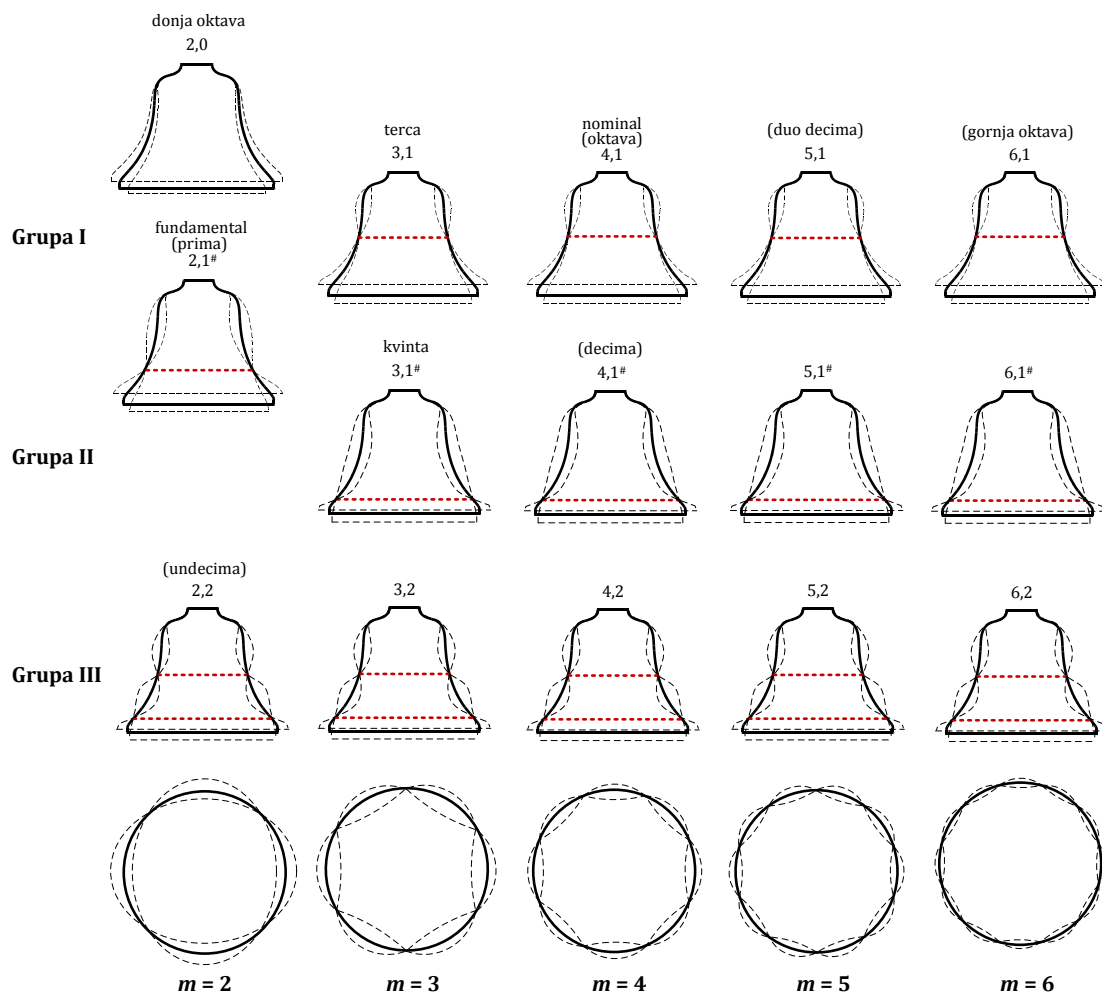 donja oktava
2,0
terca
3,1
nominal
(oktava)
4,1
(duo decima)
5,1
(gornja oktava)
6,1
Grupa I
fundamental
(prima)
2,1#
kvinta
3,1#
(decima)
4,1#
5,1#
6,1#
Grupa II
(undecima)
2,2
3,2
4,2
5,2
6,2
Grupa III
m = 2
m = 3
m = 4
m = 5
m = 6